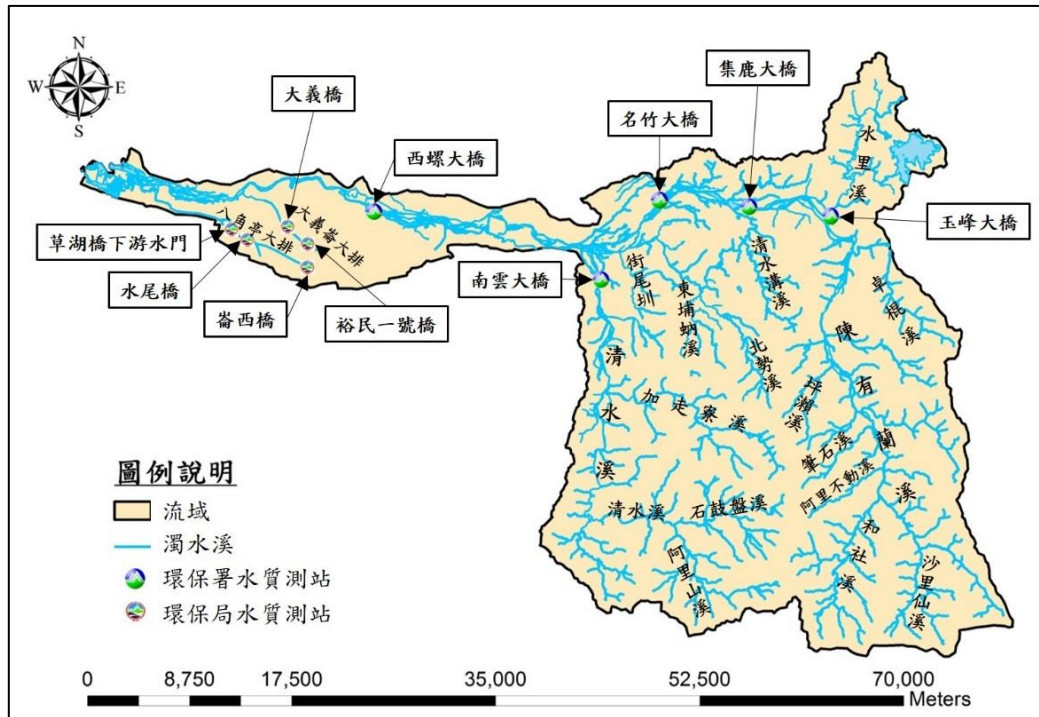 N
W E
S
大義橋
集鹿大橋
名竹大橋
西螺大橋
水里溪
玉峰大橋
草湖橋下游水門
八角亭大排
大義崙大排
水尾橋
崙西橋
裕民一號橋
南雲大橋
街尾圳
東埔蚋溪
清水溝溪
北勢溪
卓棍溪
陳有蘭溪
坪瀨溪
清水溪
加走寮溪
筆石溪
阿里不動溪
清水溪
石鼓盤溪
阿里山溪
和社溪
沙里仙溪
圖例說明
流域
濁水溪
環保署水質測站
環保局水質測站
0 8,750 17,500 35,000 52,500 70,000
Meters